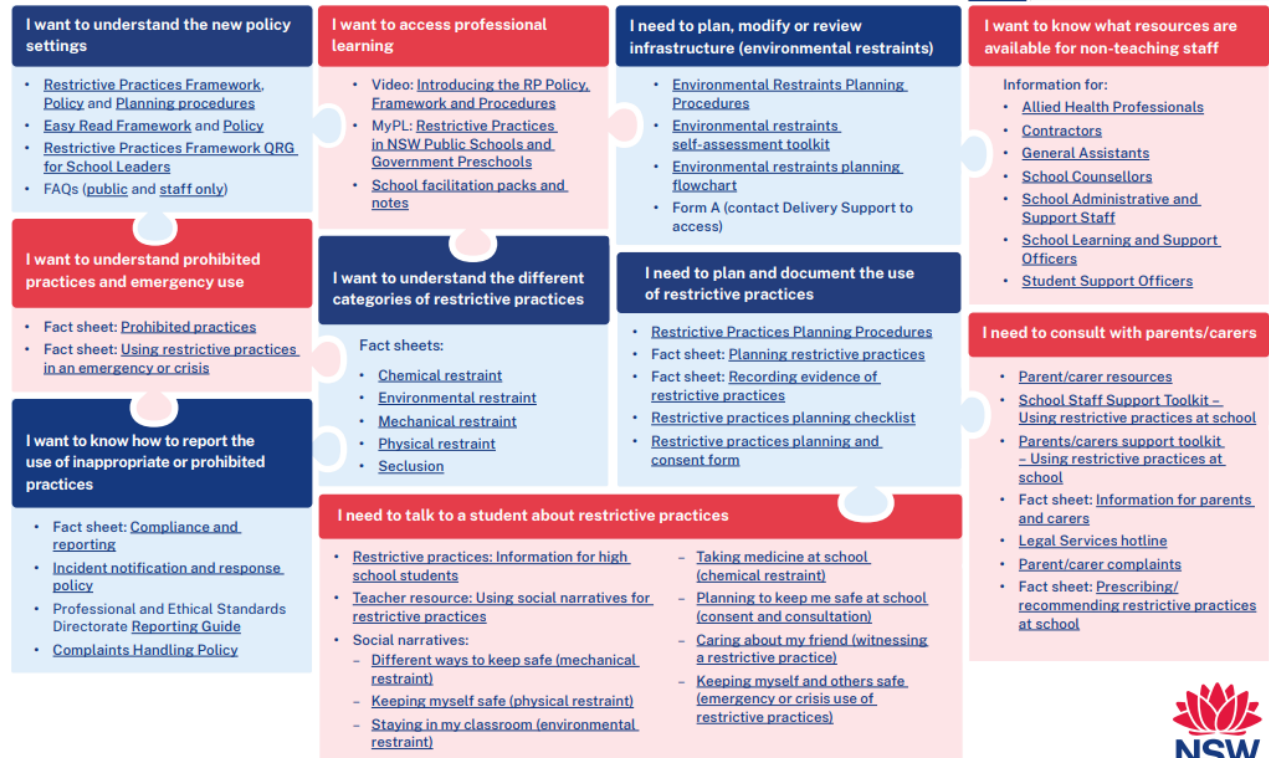 I want to understand the new policy
settings
• Restrictive Practices Framework,
Policy and Planning procedures
• Easy Read Framework and Policy
• Restrictive Practices Framework QRG
for School Leaders
• FAQs (public and staff only)
I want to understand prohibited
practices and emergency use
• Fact sheet: Prohibited practices
• Fact sheet: Using restrictive practices
in an emergency or crisis
I want to know how to report the
use of inappropriate or prohibited
practices
• Fact sheet: Compliance and
reporting
• Incident notification and response
policy
• Professional and Ethical Standards
Directorate Reporting Guide
• Complaints Handling Policy
I want to access professional
learning
• Video: Introducing the RP Policy,
Framework and Procedures
• MyPL: Restrictive Practices
in NSW Public Schools and
Government Preschools
• School facilitation packs and
notes
I want to understand the different
categories of restrictive practices
Fact sheets:
• Chemical restraint
• Environmental restraint
• Mechanical restraint
• Physical restraint
• Seclusion
I need to plan, modify or review
infrastructure (environmental restraints)
• Environmental Restraints Planning
Procedures
• Environmental restraints
self-assessment toolkit
• Environmental restraints planning
flowchart
• Form A (contact Delivery Support to
access)
I need to plan and document the use
of restrictive practices
• Restrictive Practices Planning Procedures
• Fact sheet: Planning restrictive practices
• Fact sheet: Recording evidence of
restrictive practices
• Restrictive practices planning checklist
• Restrictive practices planning and
consent form
I need to talk to a student about restrictive practices
• Restrictive practices: Information for high
school students
• Teacher resource: Using social narratives for
restrictive practices
• Social narratives:
– Different ways to keep safe (mechanical
restraint)
– Keeping myself safe (physical restraint)
– Staying in my classroom (environmental
restraint)
– Taking medicine at school
(chemical restraint)
– Planning to keep me safe at school
(consent and consultation)
– Caring about my friend (witnessing
a restrictive practice)
– Keeping myself and others safe
(emergency or crisis use of
restrictive practices)
I want to know what resources are
available for non-teaching staff
Information for:
• Allied Health Professionals
• Contractors
• General Assistants
• School Counsellors
• School Administrative and
Support Staff
• School Learning and Support
Officers
• Student Support Officers
I need to consult with parents/carers
• Parent/carer resources
• School Staff Support Toolkit –
Using restrictive practices at school
• Parents/carers support toolkit
– Using restrictive practices at
school
• Fact sheet: Information for parents
and carers
• Legal Services hotline
• Parent/carer complaints
• Fact sheet: Prescribing/
recommending restrictive practices
at school
NSW